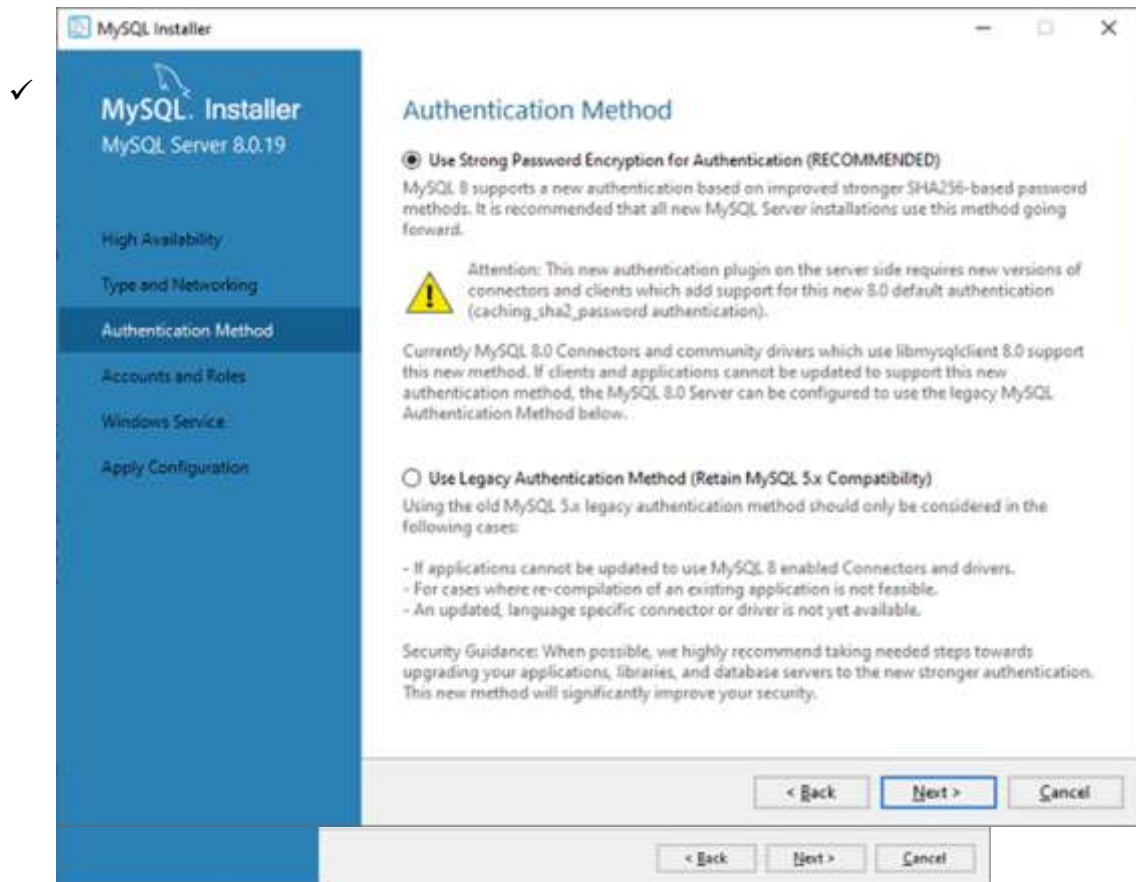 MySQL Installer
✓
MySQL. Installer
MySQL Server 8.0.19
High Availability
Type and Networking
Authentication Method
Accounts and Roles
Windows Service
Apply Configuration
Authentication Method
Use Strong Password Encryption for Authentication (RECOMMENDED)
MySQL 8 supports a new authentication based on improved stronger SHA256-based password
methods. It is recommended that all new MySQL Server installations use this method going
forward.
Attention: This new authentication plugin on the server side requires new versions of
connectors and clients which add support for this new 8.0 default authentication
(caching_sha2_password authentication).
Currently MySQL 8.0 Connectors and community drivers which use libmysqlclient 8.0 support
this new method. If clients and applications cannot be updated to support this new
authentication method, the MySQL 8.0 Server can be configured to use the legacy MySQL
Authentication Method below.
Use Legacy Authentication Method (Retain MySQL 5.x Compatibility)
Using the old MySQL 5.x legacy authentication method should only be considered in the
following cases:
- If applications cannot be updated to use MySQL 8 enabled Connectors and drivers.
- For cases where re-compilation of an existing application is not feasible.
- An updated, language specific connector or driver is not yet available.
Security Guidance: When possible, we highly recommend taking needed steps towards
upgrading your applications, libraries, and database servers to the new stronger authentication.
This new method will significantly improve your security.
< Back Next > Cancel
< Back Next > Cancel